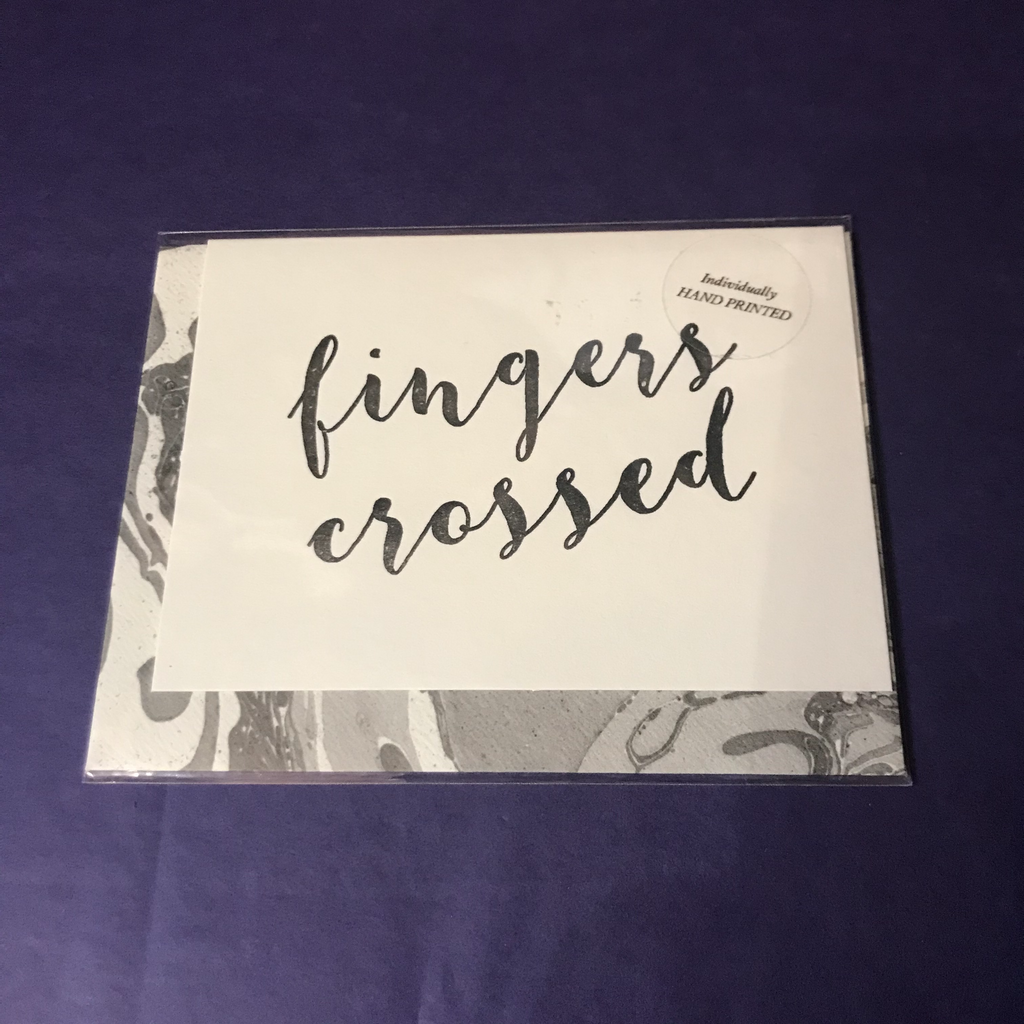 Individually
HAND PRINTED
fingers
crossed